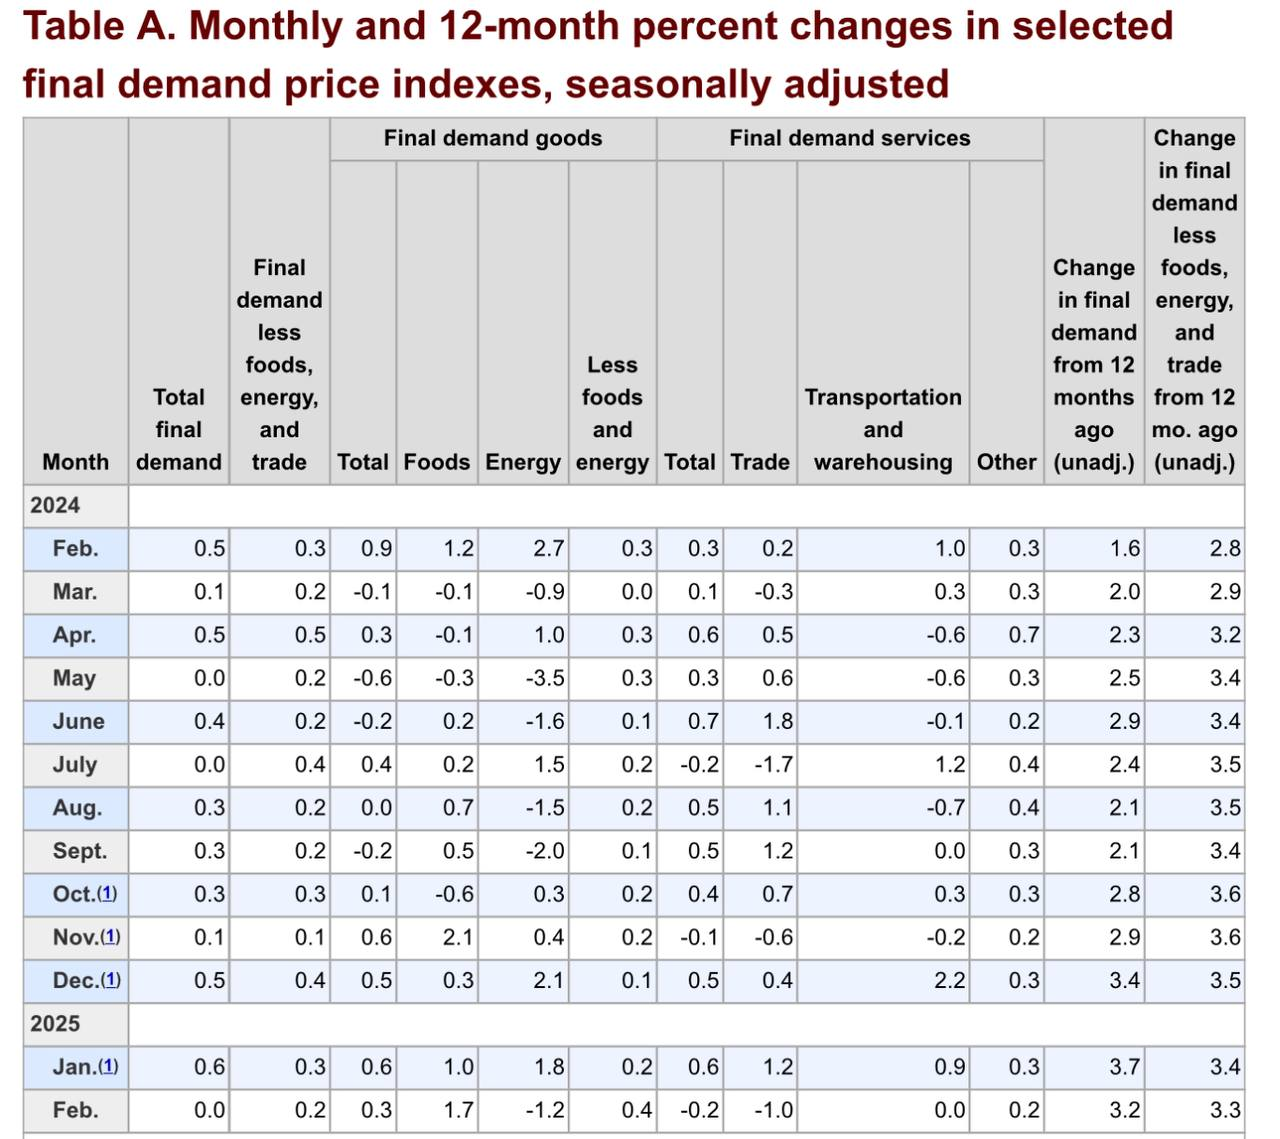 Table A. Monthly and 12-month percent changes in selected
final demand price indexes, seasonally adjusted
Month
Total
final
demand
Final
demand
less
foods,
energy,
and
trade
Final demand goods
Final demand services
Change
in final
demand
from 12
months
ago
(unadj.)
Change
in final
demand
less
foods,
energy,
and
trade
from 12
mo. ago
(unadj.)
Total
Foods
Energy
Less
foods
and
energy
Total
Trade
Transportation
and
warehousing
Other
2024
Feb. 0.5 0.3 0.9 1.2 2.7 0.3 0.3 0.2 1.0 0.3 1.6 2.8
Mar. 0.1 0.2 -0.1 -0.1 -0.9 0.0 0.1 -0.3 0.3 0.3 2.0 2.9
Apr. 0.5 0.5 0.3 -0.1 1.0 0.3 0.6 0.5 -0.6 0.7 2.3 3.2
May 0.0 0.2 -0.6 -0.3 -3.5 0.3 0.3 0.6 -0.6 0.3 2.5 3.4
June 0.4 0.2 -0.2 0.2 -1.6 0.1 0.7 1.8 -0.1 0.2 2.9 3.4
July 0.0 0.4 0.4 0.2 1.5 0.2 -0.2 -1.7 1.2 0.4 2.4 3.5
Aug. 0.3 0.2 0.0 0.7 -1.5 0.2 0.5 1.1 -0.7 0.4 2.1 3.5
Sept. 0.3 0.2 -0.2 0.5 -2.0 0.1 0.5 1.2 0.0 0.3 2.1 3.4
Oct.(1) 0.3 0.3 0.1 -0.6 0.3 0.2 0.4 0.7 0.3 0.3 2.8 3.6
Nov.(1) 0.1 0.1 0.6 2.1 0.4 0.2 -0.1 -0.6 -0.2 0.2 2.9 3.6
Dec.(1) 0.5 0.4 0.5 0.3 2.1 0.1 0.5 0.4 2.2 0.3 3.4 3.5
2025
Jan.(1) 0.6 0.3 0.6 1.0 1.8 0.2 0.6 1.2 0.9 0.3 3.7 3.4
Feb. 0.0 0.2 0.3 1.7 -1.2 0.4 -0.2 -1.0 0.0 0.2 3.2 3.3